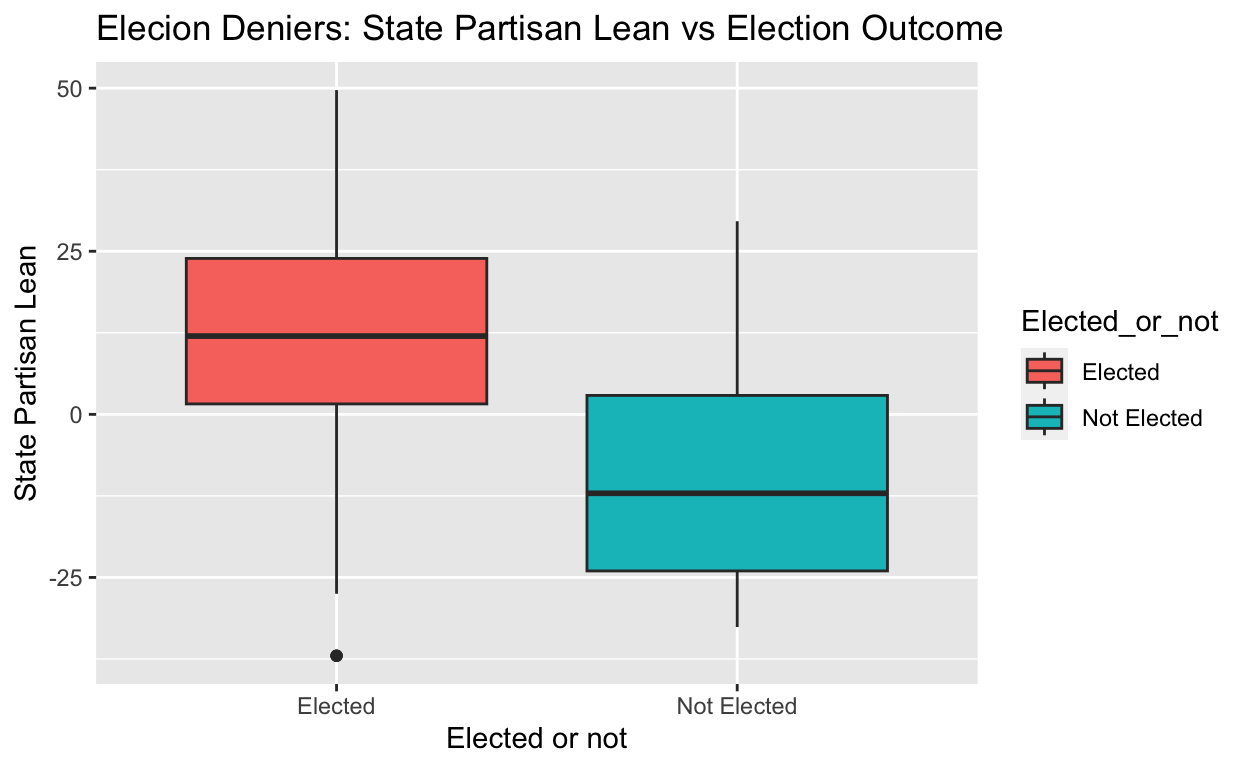 Elecion Deniers: State Partisan Lean vs Election Outcome
50
25
0
-25
State Partisan Lean
Elected
Not Elected
Elected or not
Elected_or_not
Elected
Not Elected